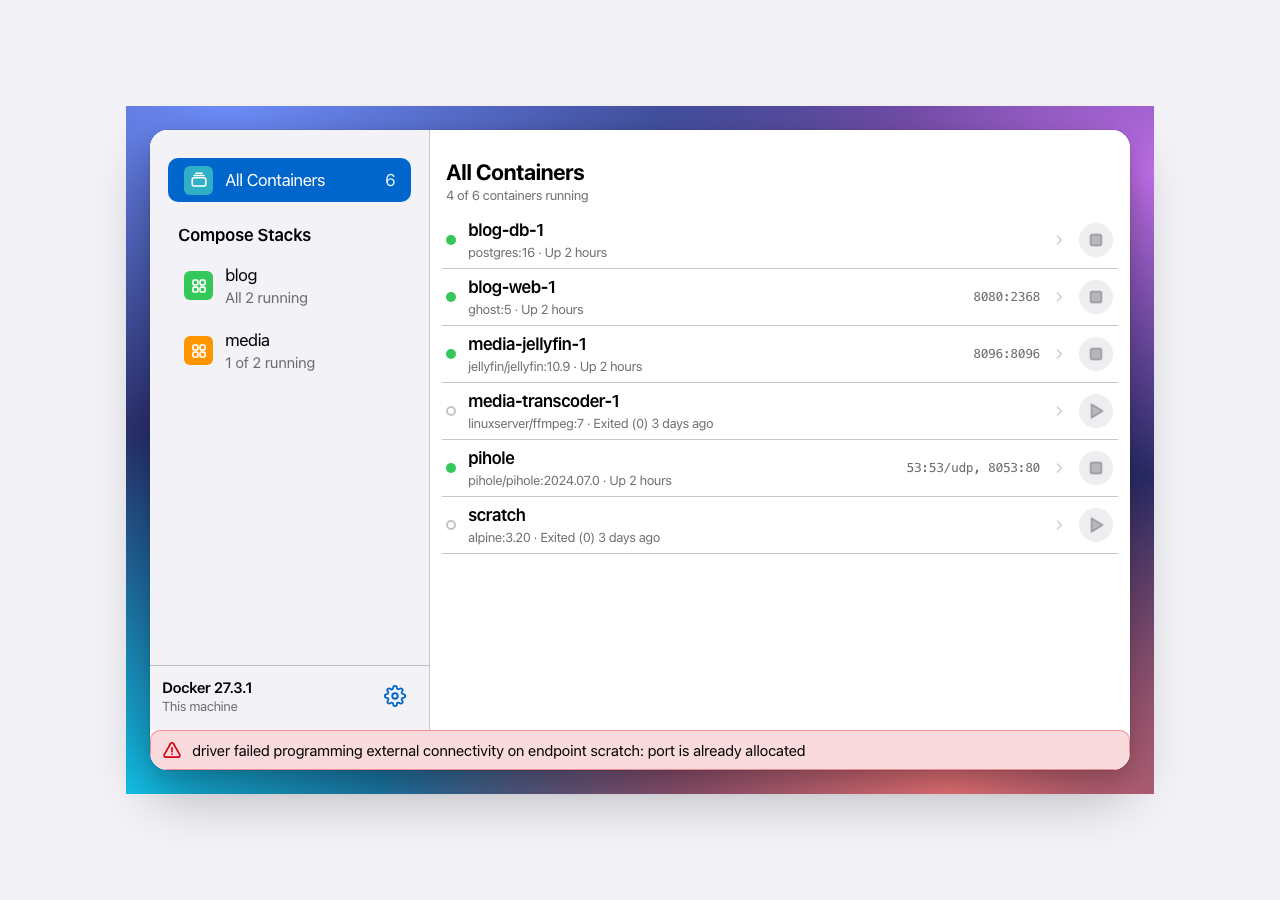 All Containers 6
Compose Stacks
blog
All 2 running
media
1 of 2 running
Docker 27.3.1
This machine
All Containers
4 of 6 containers running
blog-db-1
postgres:16 · Up 2 hours
blog-web-1
ghost:5 · Up 2 hours
8080:2368
media-jellyfin-1
jellyfin/jellyfin:10.9 · Up 2 hours
8096:8096
media-transcoder-1
linuxserver/ffmpeg:7 · Exited (0) 3 days ago
pihole
pihole/pihole:2024.07.0 · Up 2 hours
53:53/udp, 8053:80
scratch
alpine:3.20 · Exited (0) 3 days ago
driver failed programming external connectivity on endpoint scratch: port is already allocated